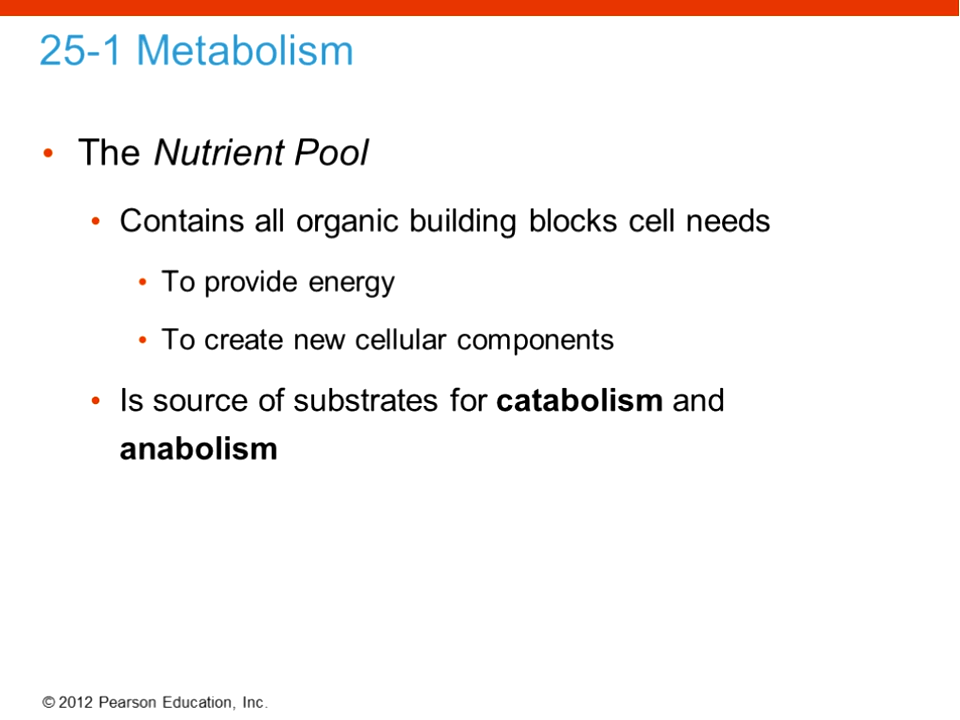 25-1 Metabolism
• The Nutrient Pool
• Contains all organic building blocks cell needs
• To provide energy
• To create new cellular components
• Is source of substrates for catabolism and
anabolism
© 2012 Pearson Education, Inc.